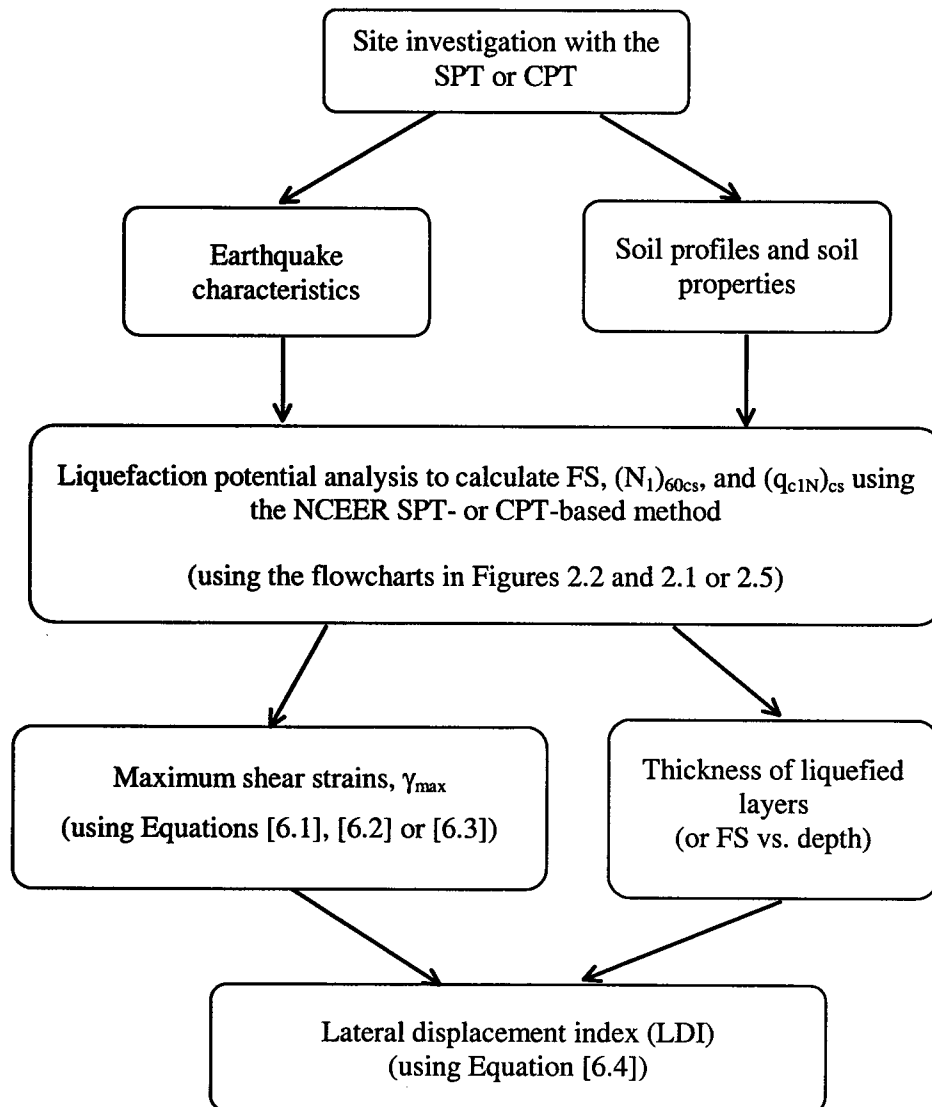 Site investigation with the
SPT or CPT
Earthquake
characteristics
Soil profiles and soil
properties
Liquefaction potential analysis to calculate FS, (N₁)₆₀cs, and (qc1N)cs using
the NCEER SPT- or CPT-based method
(using the flowcharts in Figures 2.2 and 2.1 or 2.5)
Maximum shear strains, γmax
(using Equations [6.1], [6.2] or [6.3])
Thickness of liquefied
layers
(or FS vs. depth)
Lateral displacement index (LDI)
(using Equation [6.4])